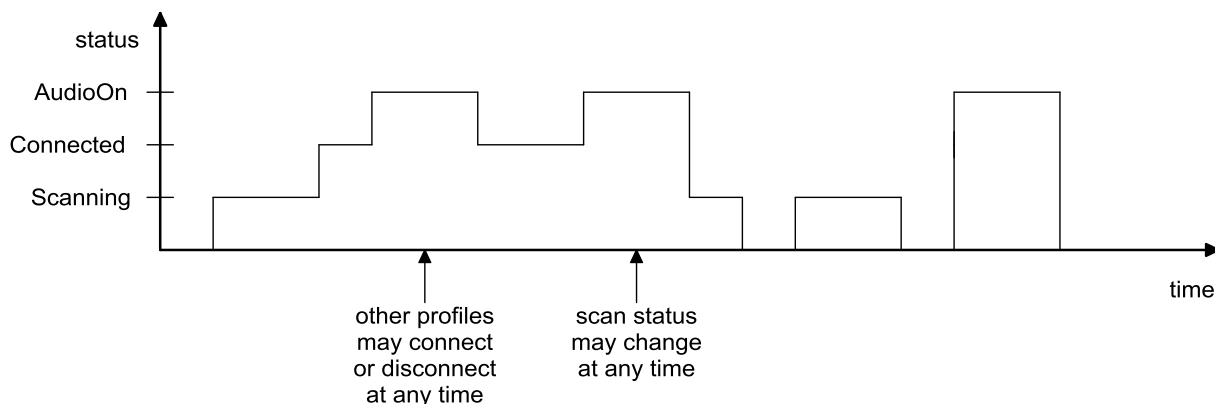 status
AudioOn
Connected
Scanning
time
other profiles
may connect
or disconnect
at any time
scan status
may change
at any time